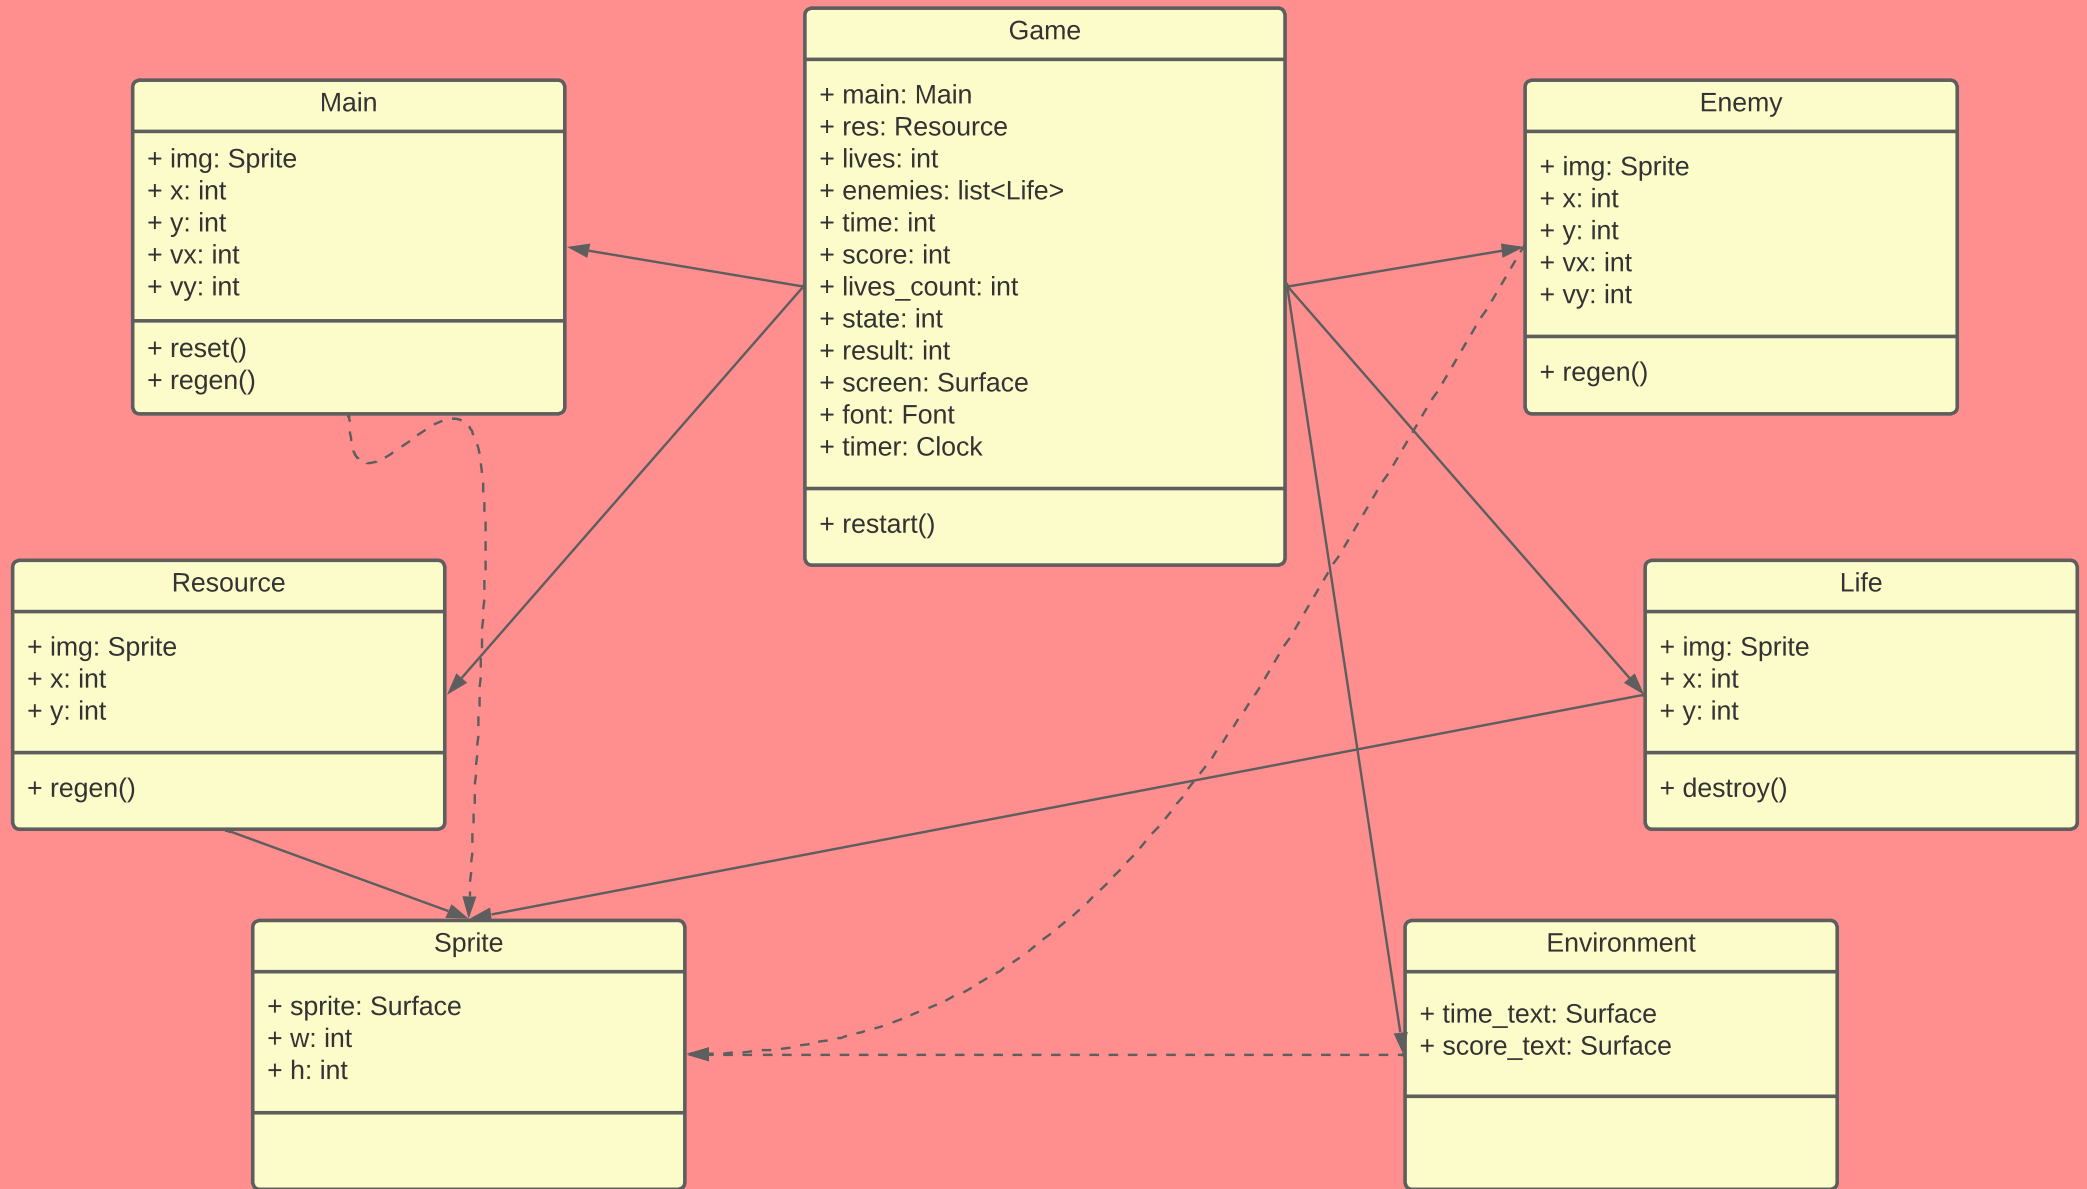 Game
+ main: Main
+ res: Resource
+ lives: int
+ enemies: list<Life>
+ time: int
+ score: int
+ lives_count: int
+ state: int
+ result: int
+ screen: Surface
+ font: Font
+ timer: Clock
+ restart()
Main
+ img: Sprite
+ x: int
+ y: int
+ vx: int
+ vy: int
+ reset()
+ regen()
Enemy
+ img: Sprite
+ x: int
+ y: int
+ vx: int
+ vy: int
+ regen()
Resource
+ img: Sprite
+ x: int
+ y: int
+ regen()
Life
+ img: Sprite
+ x: int
+ y: int
+ destroy()
Sprite
+ sprite: Surface
+ w: int
+ h: int
Environment
+ time_text: Surface
+ score_text: Surface